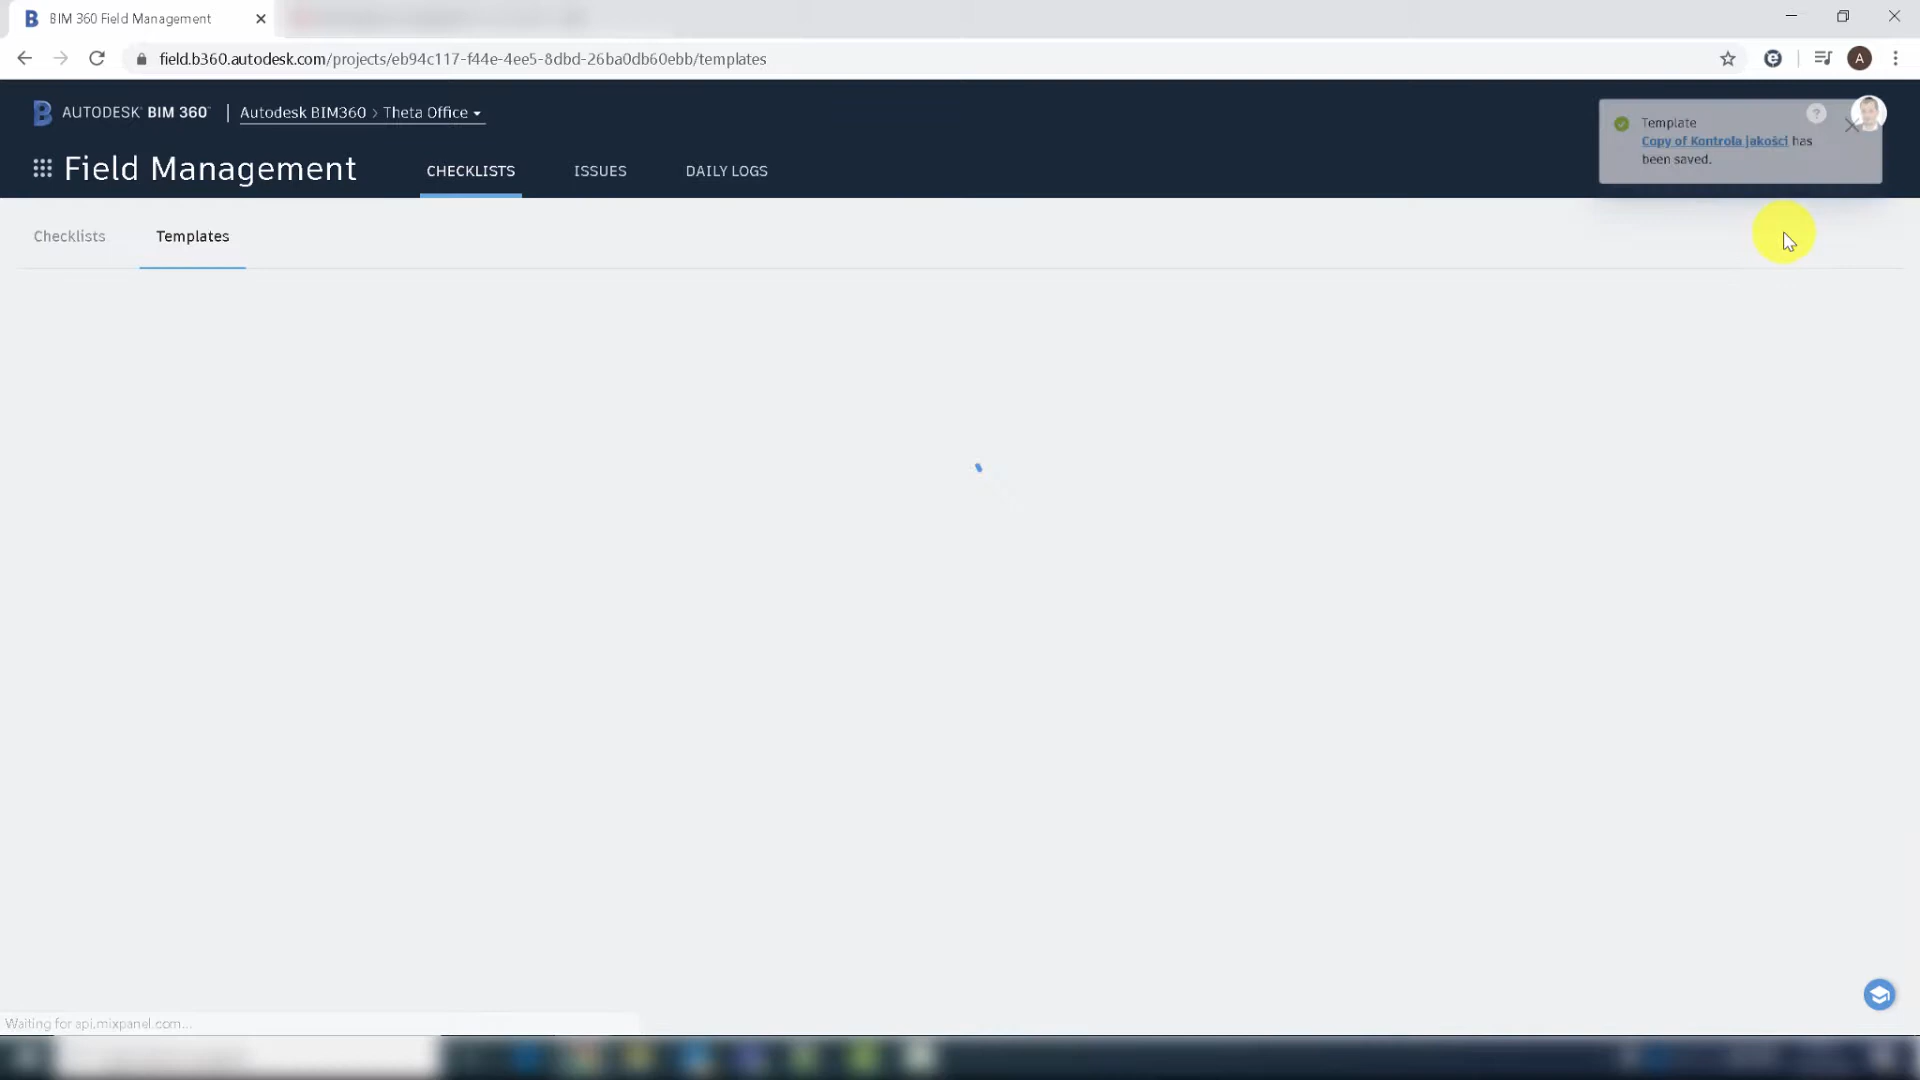 BIM 360 Field Management
field.b360.autodesk.com/projects/eb94c117-f44e-4ee5-8dbd-26ba0db60ebb/templates
A
AUTODESK BIM 360 | Autodesk BIM360 > Theta Office
?
Template
Copy of Kontrola jakości has
been saved.
Field Management
CHECKLISTS
ISSUES
DAILY LOGS
Checklists
Templates
Waiting for api.mixpanel.com...